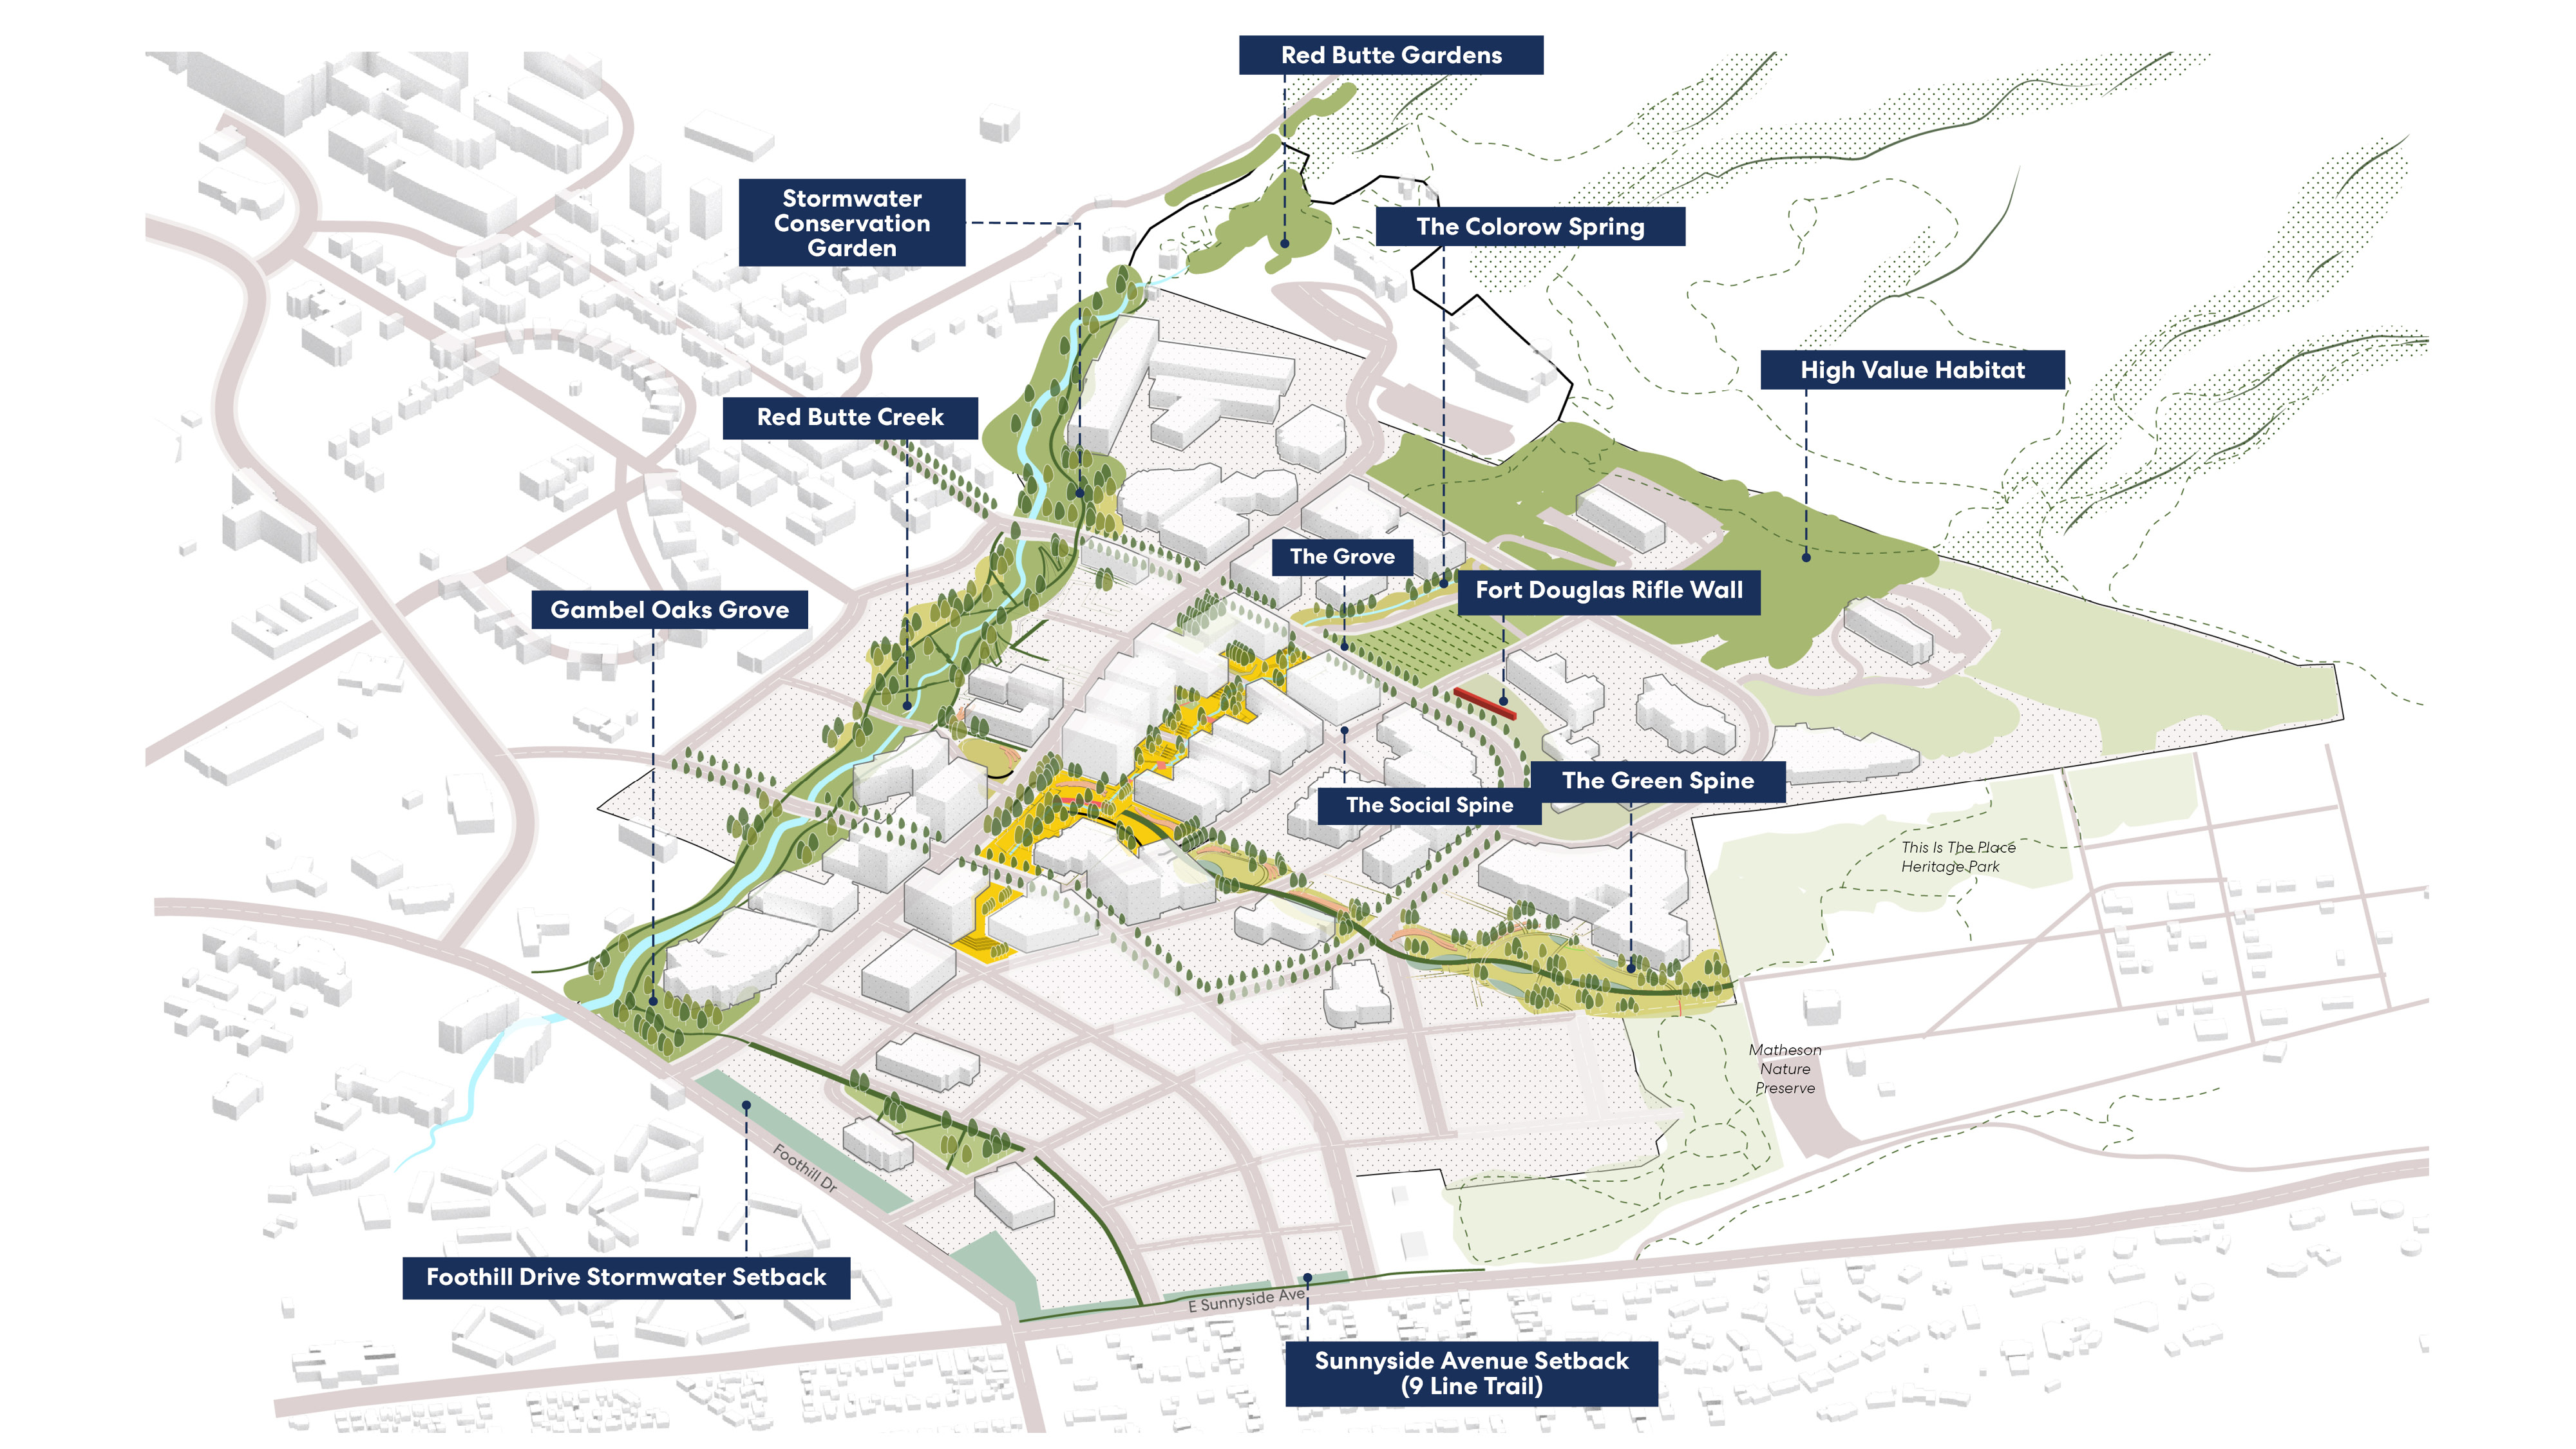 Red Butte Gardens
Stormwater
Conservation
Garden
The Colorow Spring
High Value Habitat
Red Butte Creek
The Grove
Fort Douglas Rifle Wall
Gambel Oaks Grove
The Green Spine
The Social Spine
This Is The Place
Heritage Park
Matheson
Nature
Preserve
Foothill Dr
Foothill Drive Stormwater Setback
E Sunnyside Ave
Sunnyside Avenue Setback
(9 Line Trail)